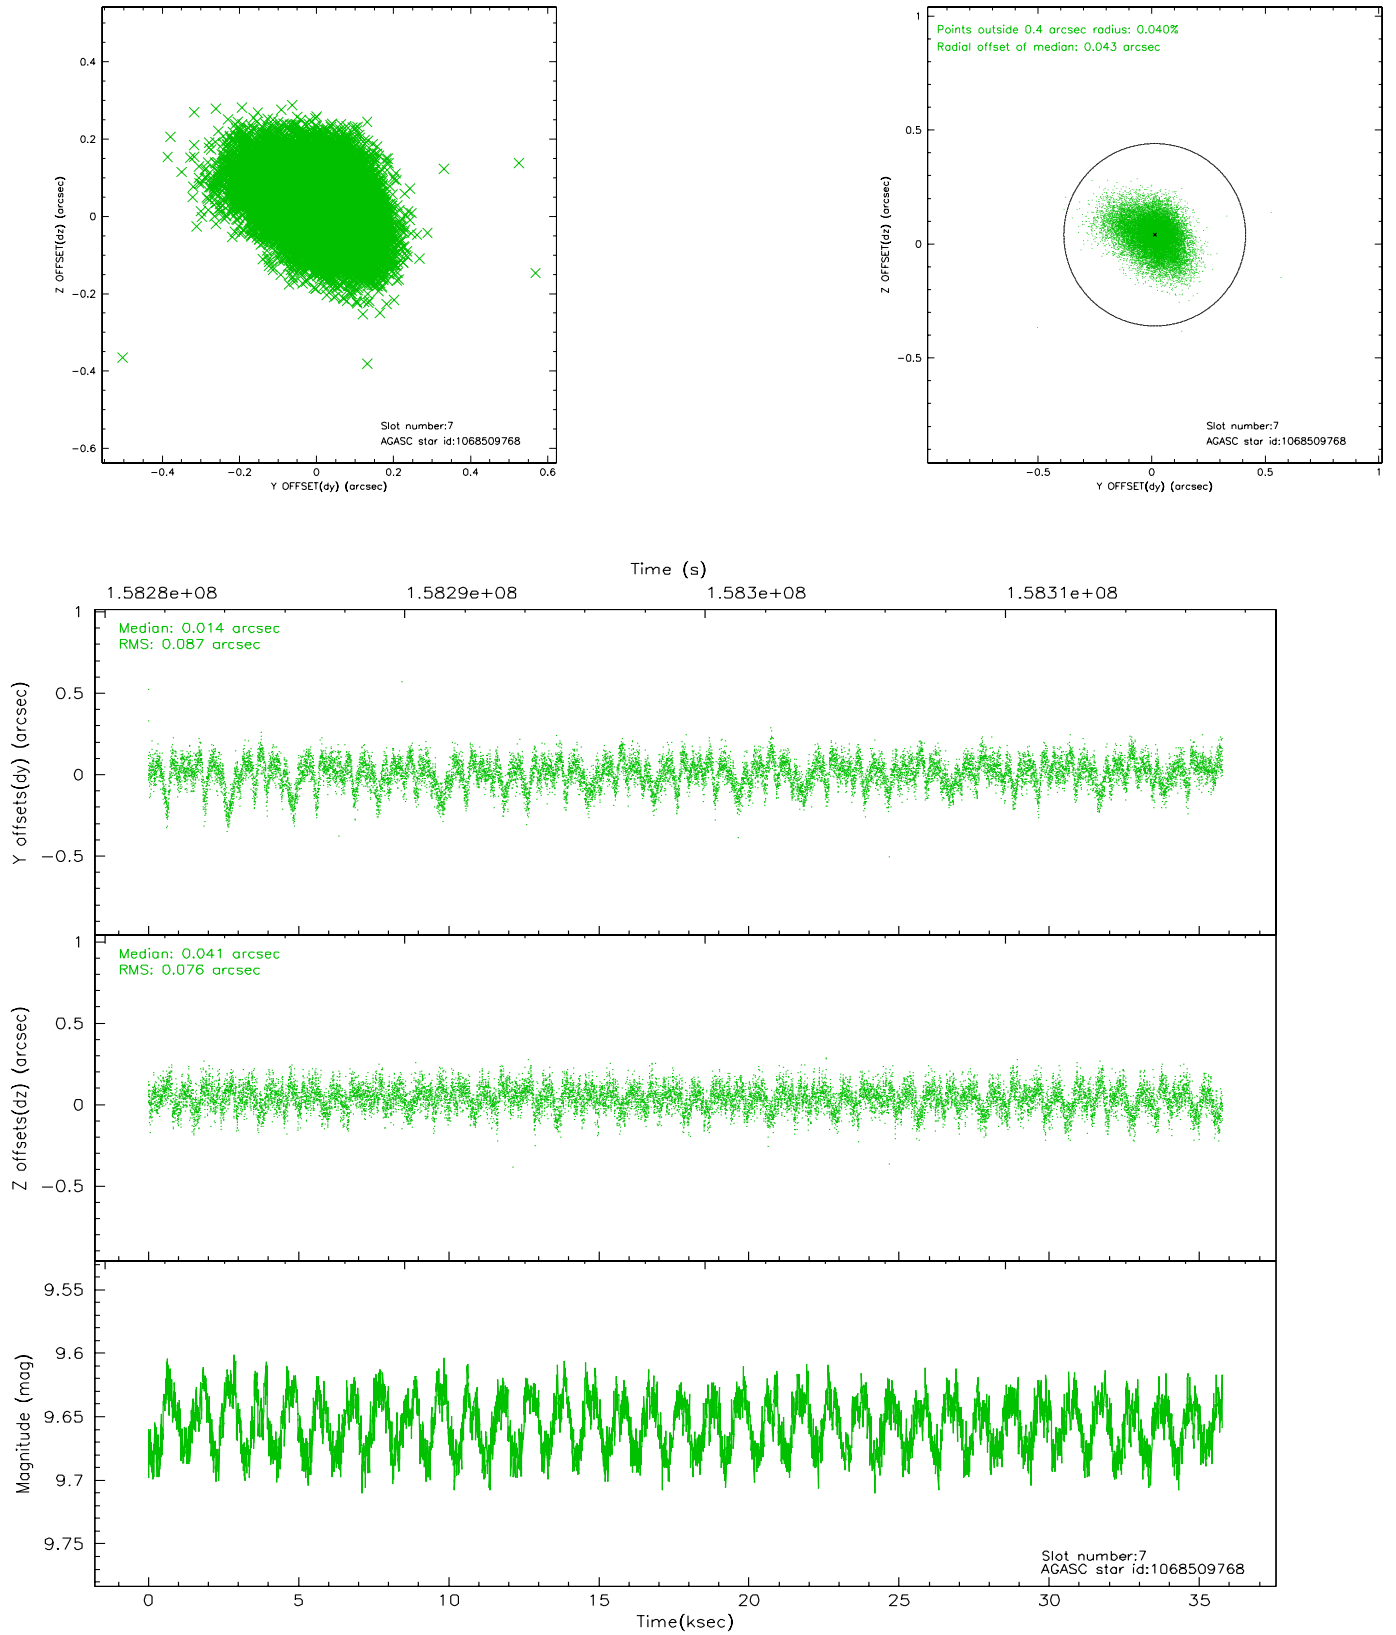 0.4
0.2
0
−0.2
−0.4
−0.6
Z OFFSET(dz) (arcsec)
Slot number:7
AGASC star id:1068509768
−0.4
−0.2
0
0.2
0.4
0.6
Y OFFSET(dy) (arcsec)
Points outside 0.4 arcsec radius: 0.040%
Radial offset of median: 0.043 arcsec
1
0.5
0
−0.5
Z OFFSET(dz) (arcsec)
Slot number:7
AGASC star id:1068509768
−0.5
0
0.5
1
Y OFFSET(dy) (arcsec)
Time (s)
1.5828e+08
1.5829e+08
1.583e+08
1.5831e+08
Median: 0.014 arcsec
RMS: 0.087 arcsec
1
0.5
0
−0.5
Y offsets(dy) (arcsec)
Median: 0.041 arcsec
RMS: 0.076 arcsec
1
0.5
0
−0.5
Z offsets(dz) (arcsec)
9.55
9.6
9.65
9.7
9.75
Magnitude (mag)
Slot number:7
AGASC star id:1068509768
0
5
10
15
20
25
30
35
Time(ksec)